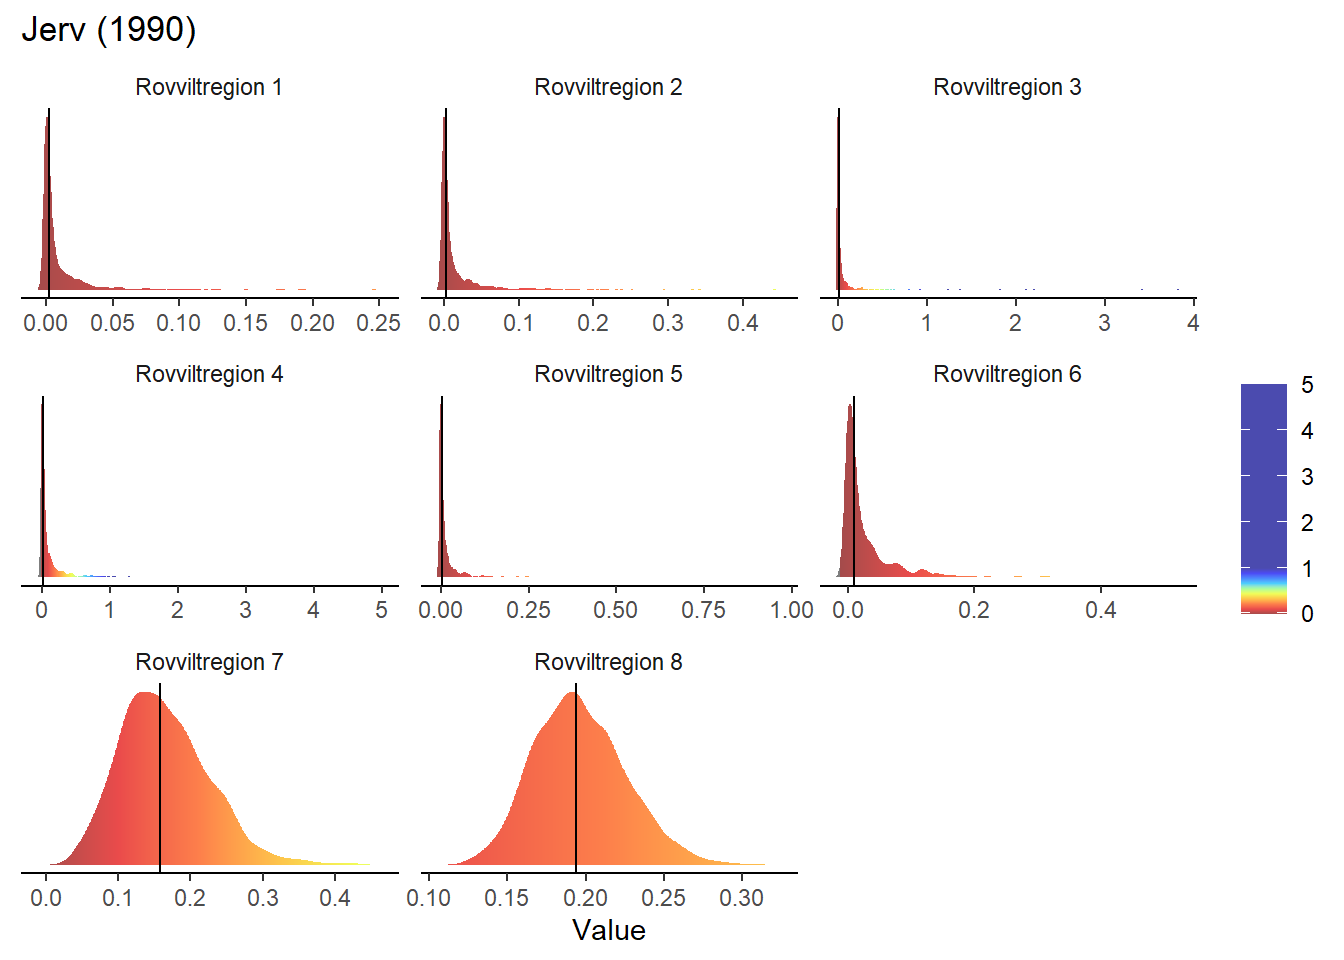 Jerv (1990)
Rovviltregion 1
Rovviltregion 2
Rovviltregion 3
0.00 0.05 0.10 0.15 0.20 0.25
0.0 0.1 0.2 0.3 0.4
0 1 2 3 4
Rovviltregion 4
Rovviltregion 5
Rovviltregion 6
0 1 2 3 4 5
0.00 0.25 0.50 0.75 1.00
0.0 0.2 0.4
5
4
3
2
1
0
Rovviltregion 7
Rovviltregion 8
0.0 0.1 0.2 0.3 0.4
0.10 0.15 0.20 0.25 0.30
Value